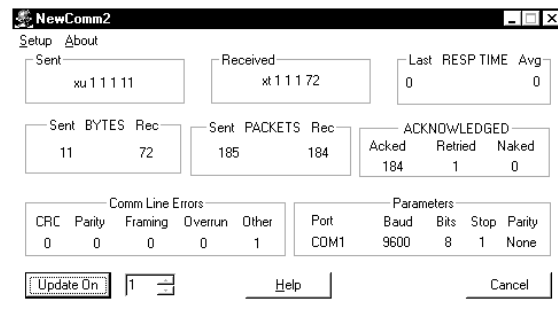 NewComm2
Setup About
Sent Received Last RESP TIME Avg
xu 1 1 1 11 xt 1 1 1 72 0 0
Sent BYTES Rec Sent PACKETS Rec ACKNOWLEDGED
Acked Retried Naked
11 72 185 184 184 1 0
Comm Line Errors Parameters
CRC Parity Framing Overrun Other Port Baud Bits Stop Parity
0 0 0 0 1 COM1 9600 8 1 None
Update On 1 Help Cancel